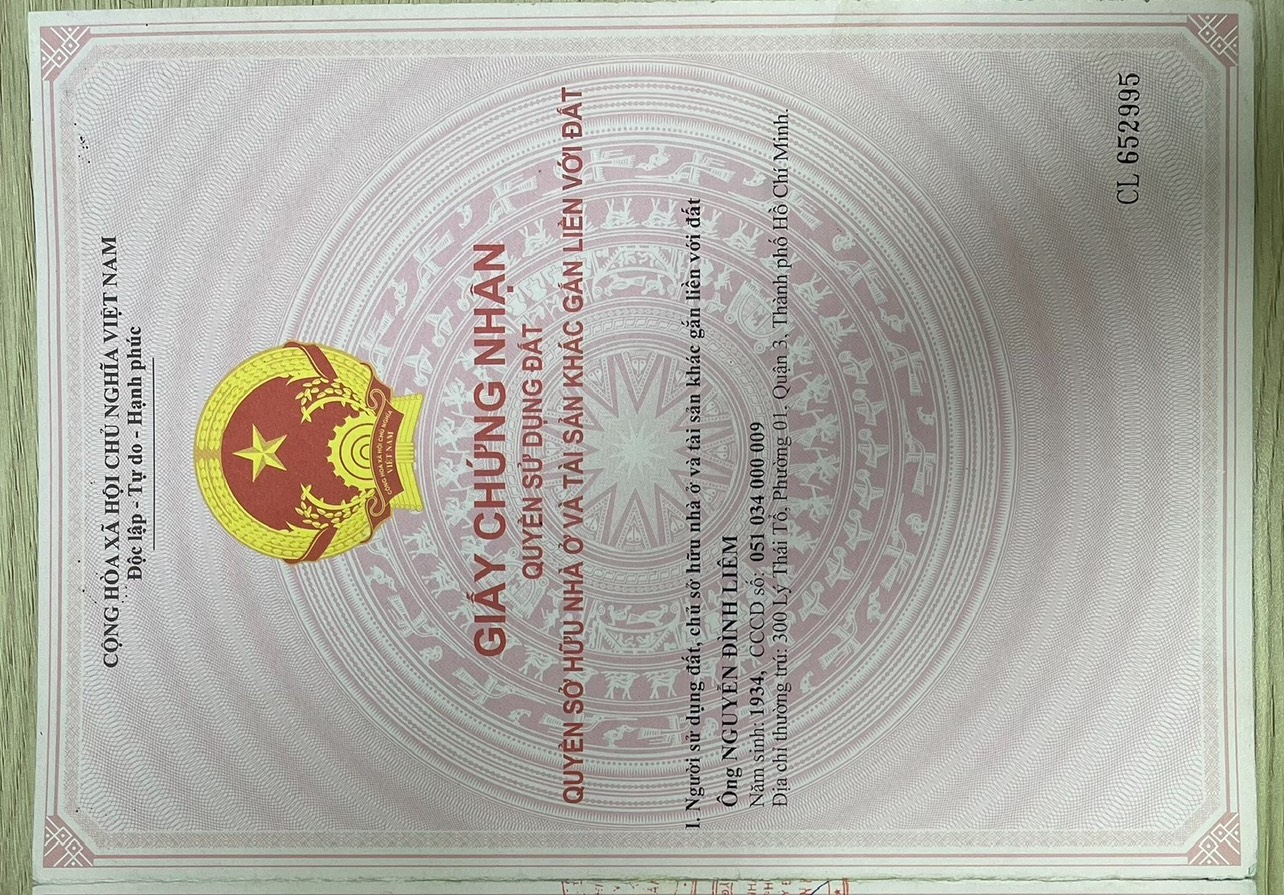 CỘNG HÒA XÃ HỘI CHỦ NGHĨA VIỆT NAM
Độc lập - Tự do - Hạnh phúc
CỘNG HÒA XÃ HỘI CHỦ NGHĨA
VIỆT NAM
GIẤY CHỨNG NHẬN
QUYỀN SỬ DỤNG ĐẤT
QUYỀN SỞ HỮU NHÀ Ở VÀ TÀI SẢN KHÁC GẮN LIỀN VỚI ĐẤT
I. Người sử dụng đất, chủ sở hữu nhà ở và tài sản khác gắn liền với đất
Ông NGUYỄN ĐÌNH LIÊM
Năm sinh: 1934, CCCD số: 051 034 000 009
Địa chỉ thường trú: 300 Lý Thái Tổ, Phường 01, Quận 3, Thành phố Hồ Chí Minh.
CL 652995